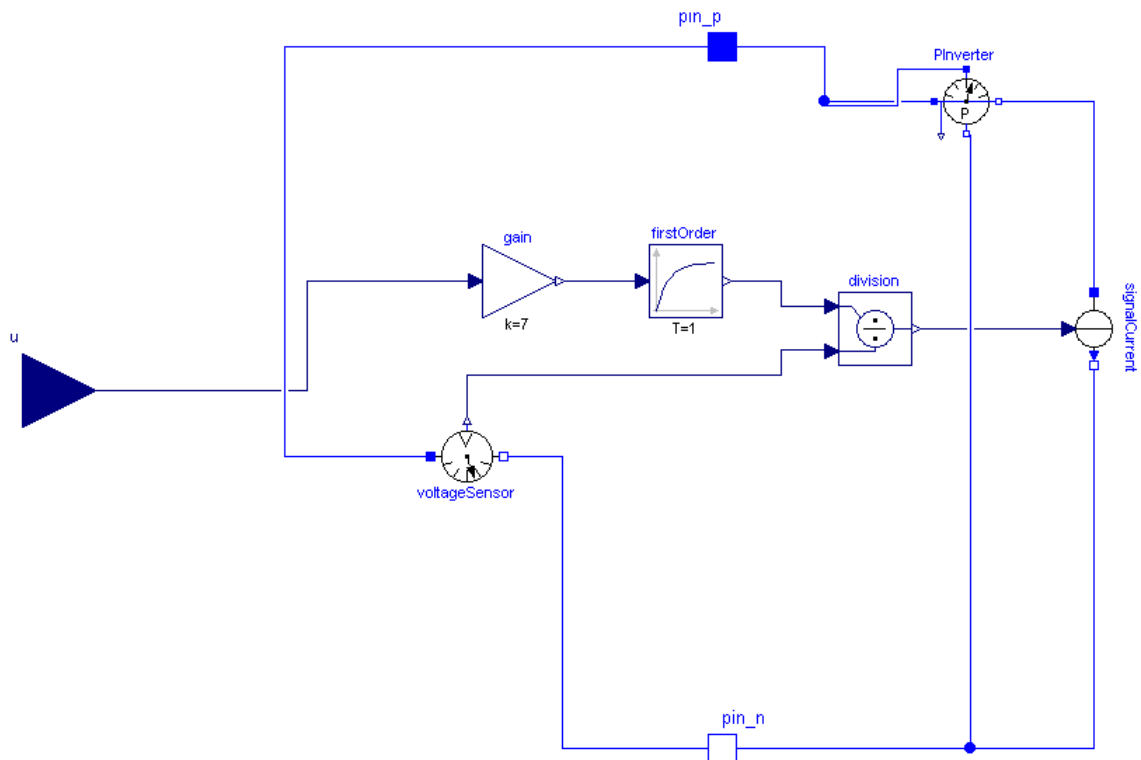 pin_p
PInverter
P
gain
firstOrder
k=7
T=1
division
signalCurrent
u
V
voltageSensor
pin_n